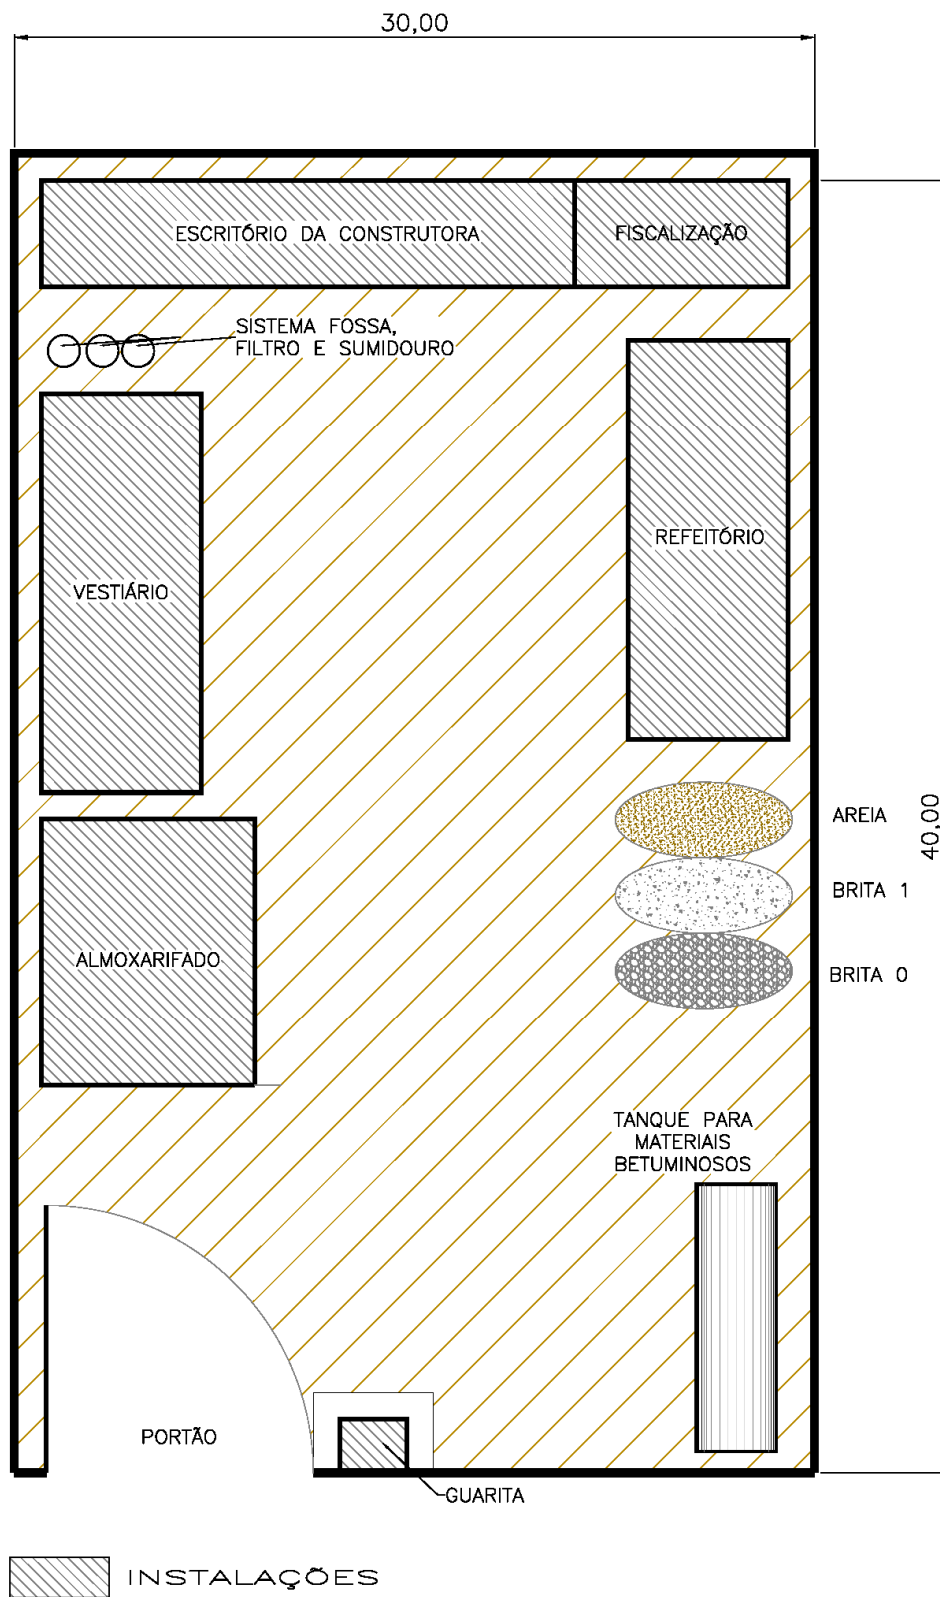 30,00
ESCRITÓRIO DA CONSTRUTORA
FISCALIZAÇÃO
SISTEMA FOSSA,
FILTRO E SUMIDOURO
REFEITÓRIO
VESTIÁRIO
AREIA
40,00
BRITA 1
ALMOXARIFADO
BRITA 0
TANQUE PARA
MATERIAIS
BETUMINOSOS
PORTÃO
GUARITA
INSTALAÇÕES